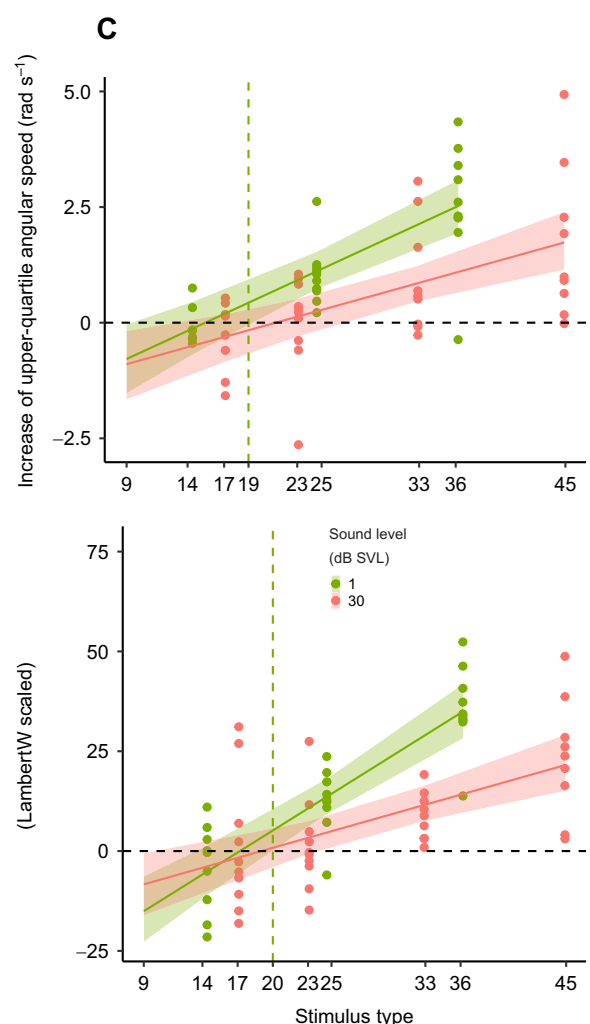 C
Increase of upper-quartile angular speed (rad s⁻¹)
5.0
2.5
0
−2.5
9 14 17 19 23 25 33 36 45
(LambertW scaled)
75
50
25
0
−25
Sound level
(dB SVL)
1
30
9 14 17 20 23 25 33 36 45
Stimulus type